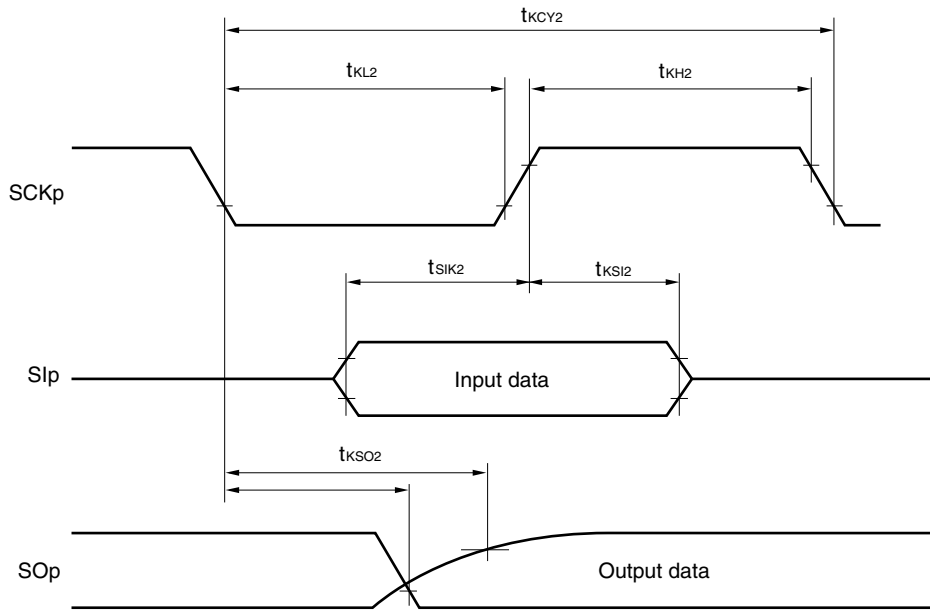 tKCY2
tKL2
tKH2
SCKp
tSIK2
tKSI2
SIp
Input data
tKSO2
SOp
Output data